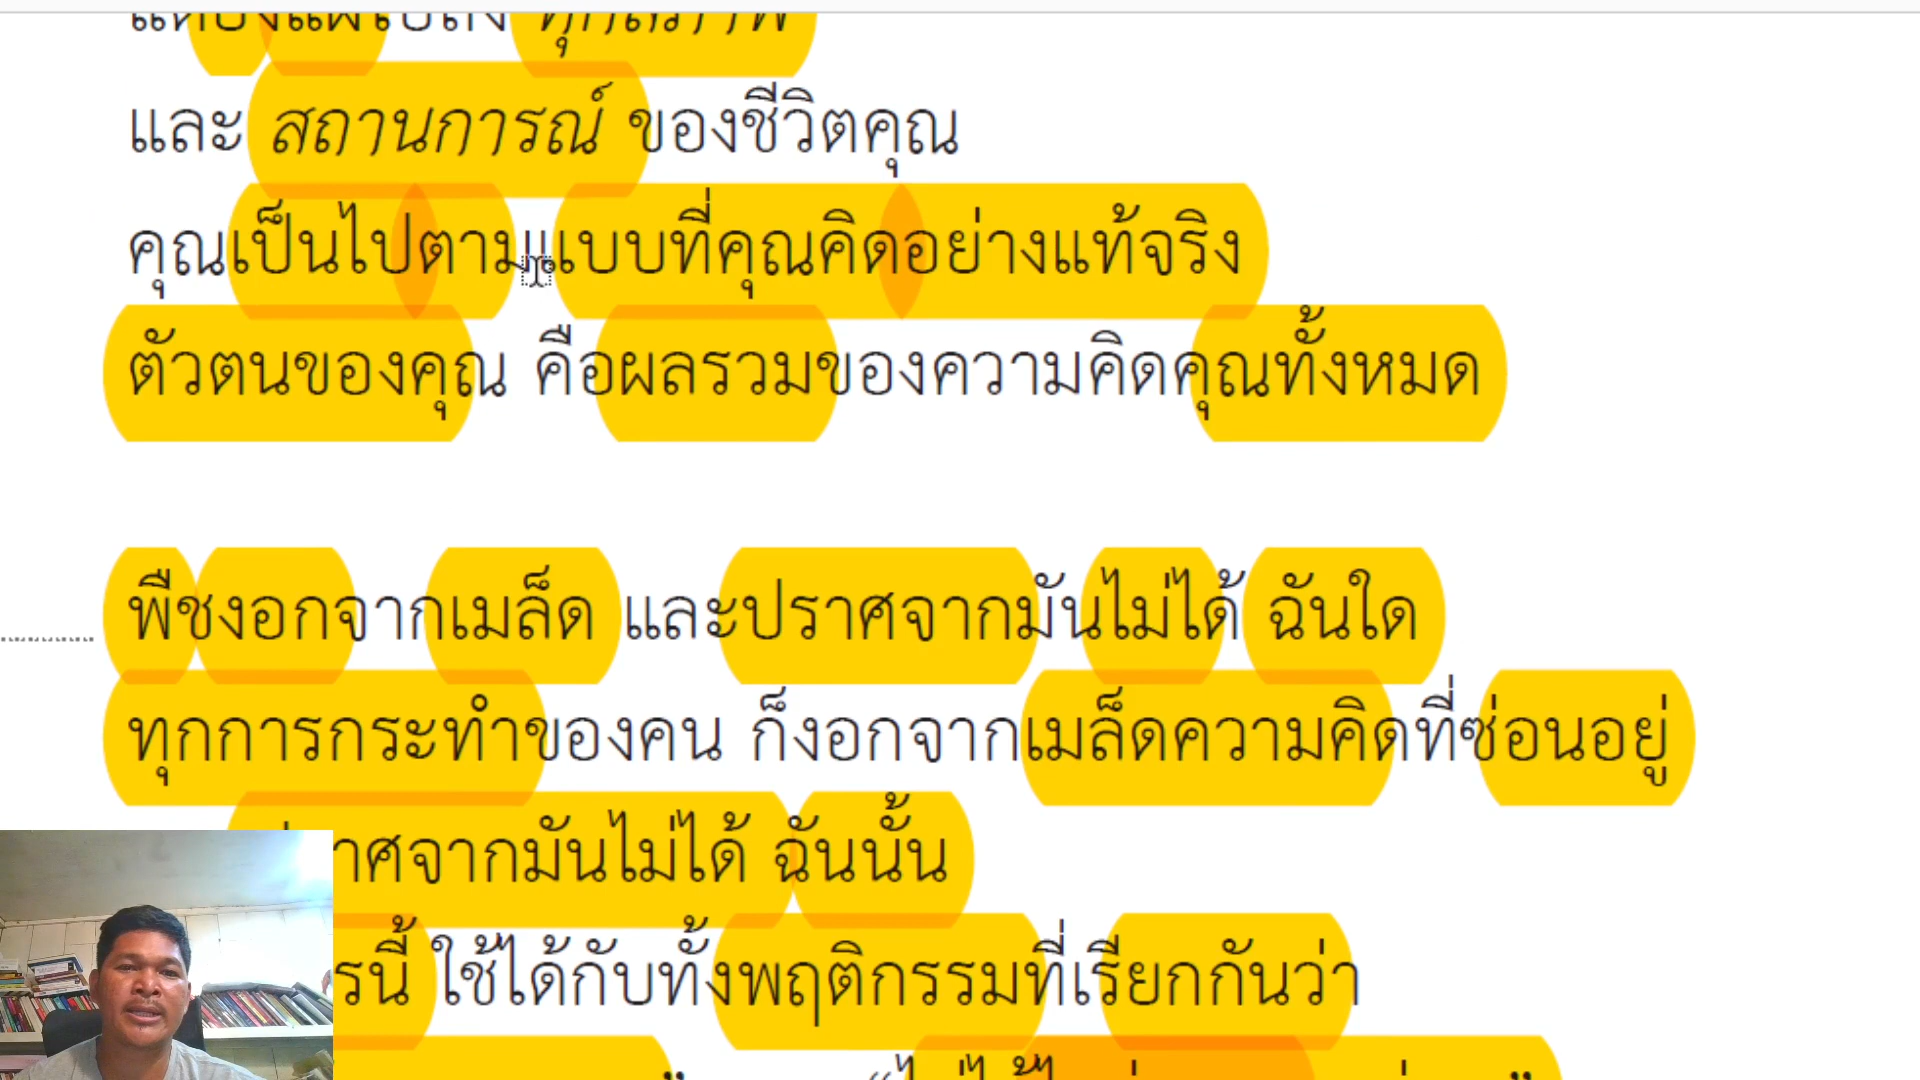 ทุกสภาพ
และ สถานการณ์ ของชีวิตคุณ
คุณเป็นไปตามแบบที่คุณคิดอย่างแท้จริง
ตัวตนของคุณ คือผลรวมของความคิดคุณทั้งหมด
พืชงอกจากเมล็ด และปราศจากมันไม่ได้ ฉันใด
ทุกการกระทำของคน ก็งอกจากเมล็ดความคิดที่ซ่อนอยู่
าศจากมันไม่ได้ ฉันนั้น
รนี้ ใช้ได้กับทั้งพฤติกรรมที่เรียกกันว่า